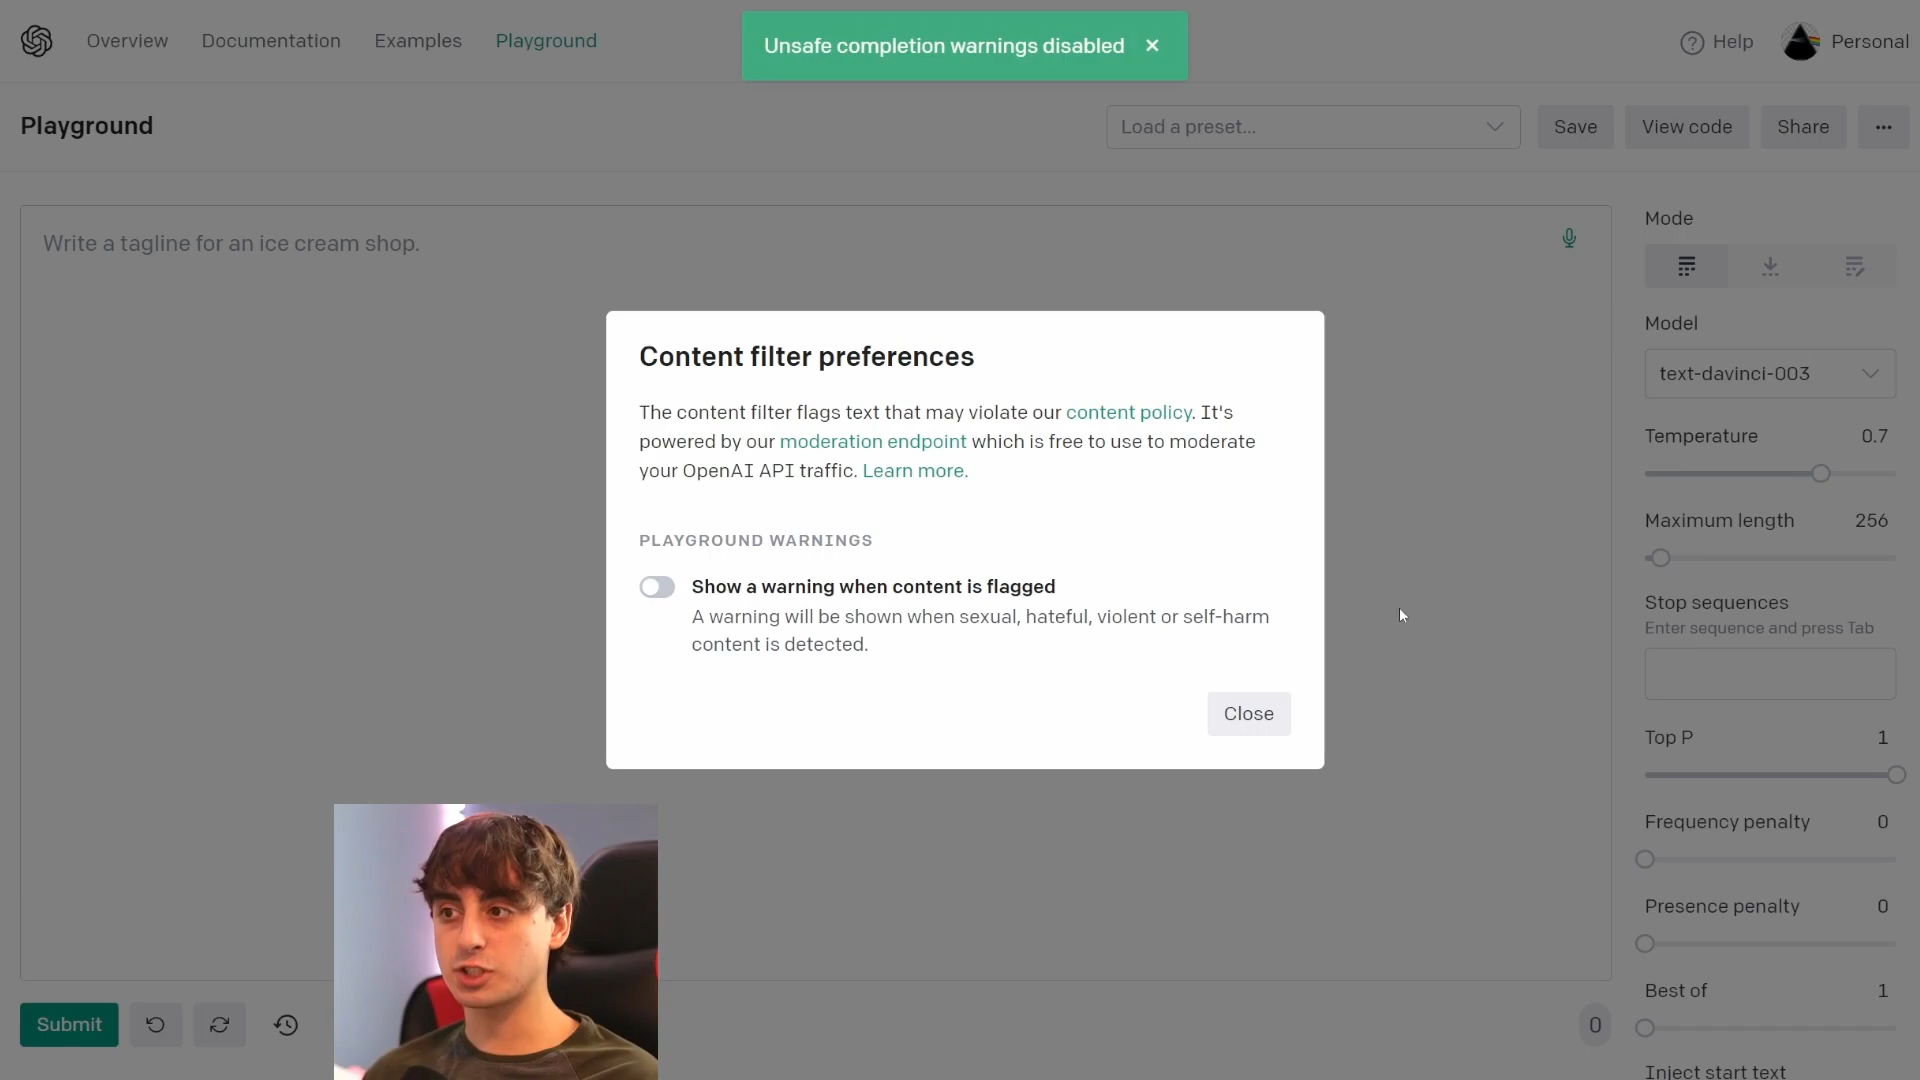 Overview
Documentation
Examples
Playground
Unsafe completion warnings disabled
Help
Personal
Playground
Load a preset...
Save
View code
Share
Write a tagline for an ice cream shop.
Mode
Model
text-davinci-003
Temperature 0.7
Maximum length 256
Stop sequences
Enter sequence and press Tab
Top P 1
Frequency penalty 0
Presence penalty 0
Best of 1
Inject start text
Content filter preferences
The content filter flags text that may violate our content policy. It's
powered by our moderation endpoint which is free to use to moderate
your OpenAI API traffic. Learn more.
PLAYGROUND WARNINGS
Show a warning when content is flagged
A warning will be shown when sexual, hateful, violent or self-harm
content is detected.
Close
Submit
0